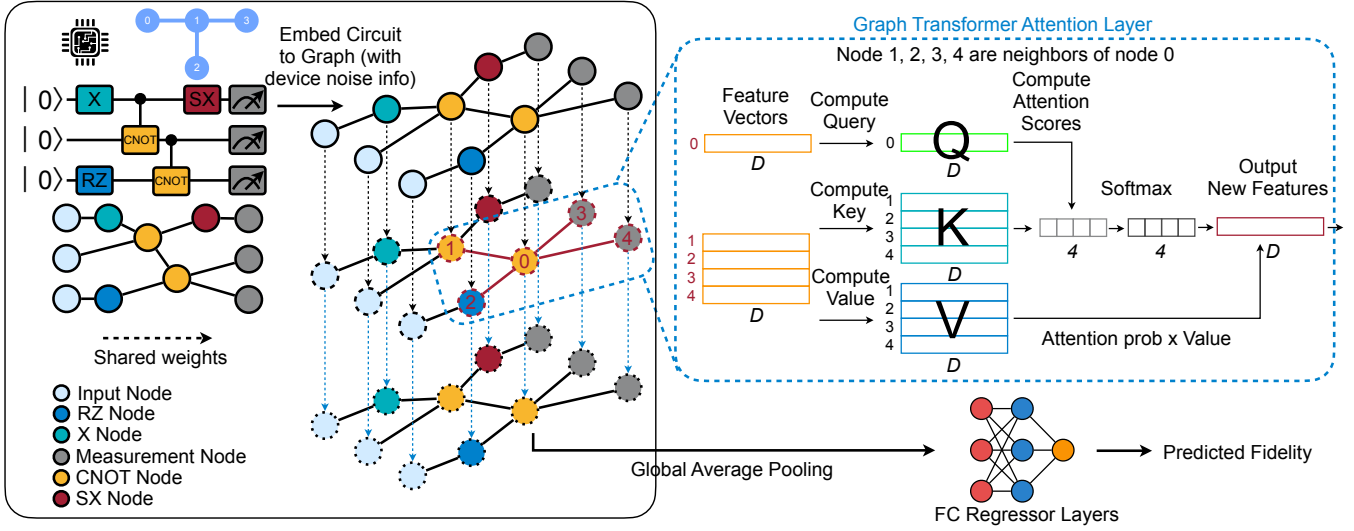 0 1 3
2
Embed Circuit
to Graph (with
device noise info)
| 0⟩ X SX
| 0⟩ CNOT
| 0⟩ RZ CNOT
Shared weights
Input Node
RZ Node
X Node
Measurement Node
CNOT Node
SX Node
1
0
2
3
4
Graph Transformer Attention Layer
Node 1, 2, 3, 4 are neighbors of node 0
Feature
Vectors
0
D
Compute
Query
0
Q
D
Compute
Attention
Scores
1
2
3
4
D
Compute
Key
1
2
3
4
K
D
Compute
Value
1
2
3
4
V
D
Softmax
4
4
Output
New Features
D
Attention prob x Value
Global Average Pooling
FC Regressor Layers
Predicted Fidelity